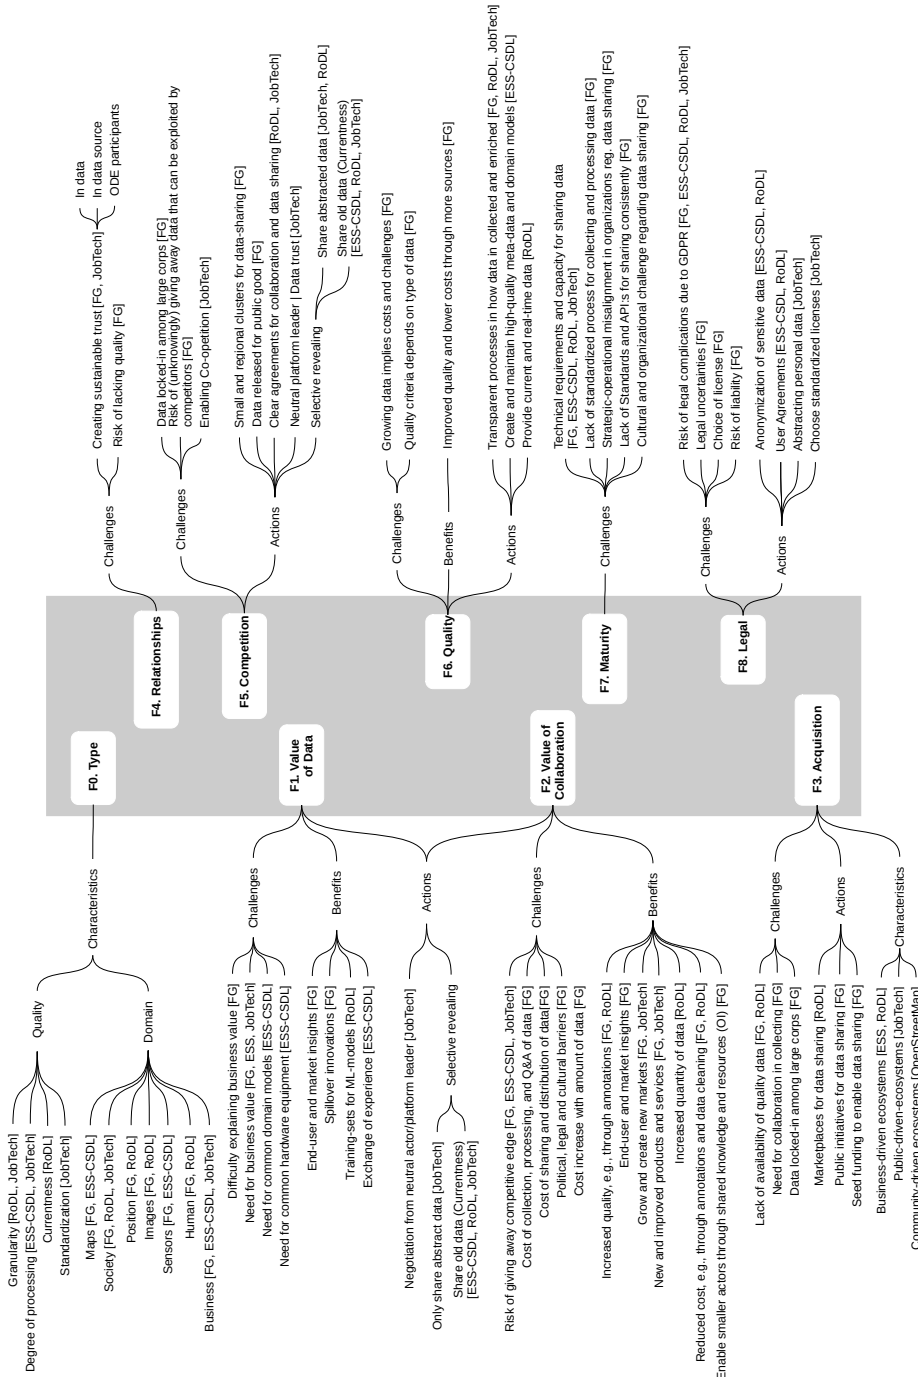 F0. Type
Characteristics
Quality
Granularity [RoDL, JobTech]
Degree of processing [ESS-CSDL, JobTech]
Currentness [RoDL]
Standardization [JobTech]
Domain
Maps [FG, ESS-CSDL]
Society [FG, RoDL, JobTech]
Position [FG, RoDL]
Images [FG, RoDL]
Sensors [FG, ESS-CSDL]
Human [FG, RoDL]
Business [FG, ESS-CSDL, JobTech]
F1. Value
of Data
Challenges
Difficulty explaining business value [FG]
Need for business value [FG, ESS, JobTech]
Need for common domain models [ESS-CSDL]
Need for common hardware equipment [ESS-CSDL]
Benefits
End-user and market insights [FG]
Spillover innovations [FG]
Training-sets for ML-models [RoDL]
Exchange of experience [ESS-CSDL]
Actions
Negotiation from neutral actor/platform leader [JobTech]
Selective revealing
Only share abstract data [JobTech]
Share old data (Currentness)
[ESS-CSDL, RoDL, JobTech]
F2. Value of
Collaboration
Challenges
Risk of giving away competitive edge [FG, ESS-CSDL, JobTech]
Cost of collection, processing, and Q&A of data [FG]
Cost of sharing and distribution of data[FG]
Political, legal and cultural barriers [FG]
Cost increase with amount of data [FG]
Benefits
Increased quality, e.g., through annotations [FG, RoDL]
End-user and market insights [FG]
Grow and create new markets [FG, JobTech]
New and improved products and services [FG, JobTech]
Increased quantity of data [RoDL]
Reduced cost, e.g., through annotations and data cleaning [FG, RoDL]
Enable smaller actors through shared knowledge and resources (OI) [FG]
F3. Acquisition
Challenges
Lack of availability of quality data [FG, RoDL]
Need for collaboration in collecting [FG]
Data locked-in among large corps [FG]
Actions
Marketplaces for data sharing [RoDL]
Public initiatives for data sharing [FG]
Seed funding to enable data sharing [FG]
Characteristics
Business-driven ecosystems [ESS, RoDL]
Public-driven-ecosystems [JobTech]
Community-driven ecosystems [OpenStreetMap]
F4. Relationships
Challenges
Creating sustainable trust [FG, JobTech]
In data
In data source
ODE participants
Risk of lacking quality [FG]
F5. Competition
Challenges
Data locked-in among large corps [FG]
Risk of (unknowingly) giving away data that can be exploited by
competitors [FG]
Enabling Co-opetition [JobTech]
Actions
Small and regional clusters for data-sharing [FG]
Data released for public good [FG]
Clear agreements for collaboration and data sharing [RoDL, JobTech]
Neutral platform leader | Data trust [JobTech]
Selective revealing
Share abstracted data [JobTech, RoDL]
Share old data (Currentness)
[ESS-CSDL, RoDL, JobTech]
F6. Quality
Challenges
Growing data implies costs and challenges [FG]
Quality criteria depends on type of data [FG]
Benefits
Improved quality and lower costs through more sources [FG]
Actions
Transparent processes in how data in collected and enriched [FG, RoDL, JobTech]
Create and maintain high-quality meta-data and domain models [ESS-CSDL]
Provide current and real-time data [RoDL]
F7. Maturity
Challenges
Technical requirements and capacity for sharing data
[FG, ESS-CSDL, RoDL, JobTech]
Lack of standardized process for collecting and processing data [FG]
Strategic-operational misalignment in organizations reg. data sharing [FG]
Lack of Standards and API:s for sharing consistently [FG]
Cultural and organizational challenge regarding data sharing [FG]
F8. Legal
Challenges
Risk of legal complications due to GDPR [FG, ESS-CSDL, RoDL, JobTech]
Legal uncertainties [FG]
Choice of license [FG]
Risk of liability [FG]
Actions
Anonymization of sensitive data [ESS-CSDL, RoDL]
User Agreements [ESS-CSDL, RoDL]
Abstracting personal data [JobTech]
Choose standardized licenses [JobTech]